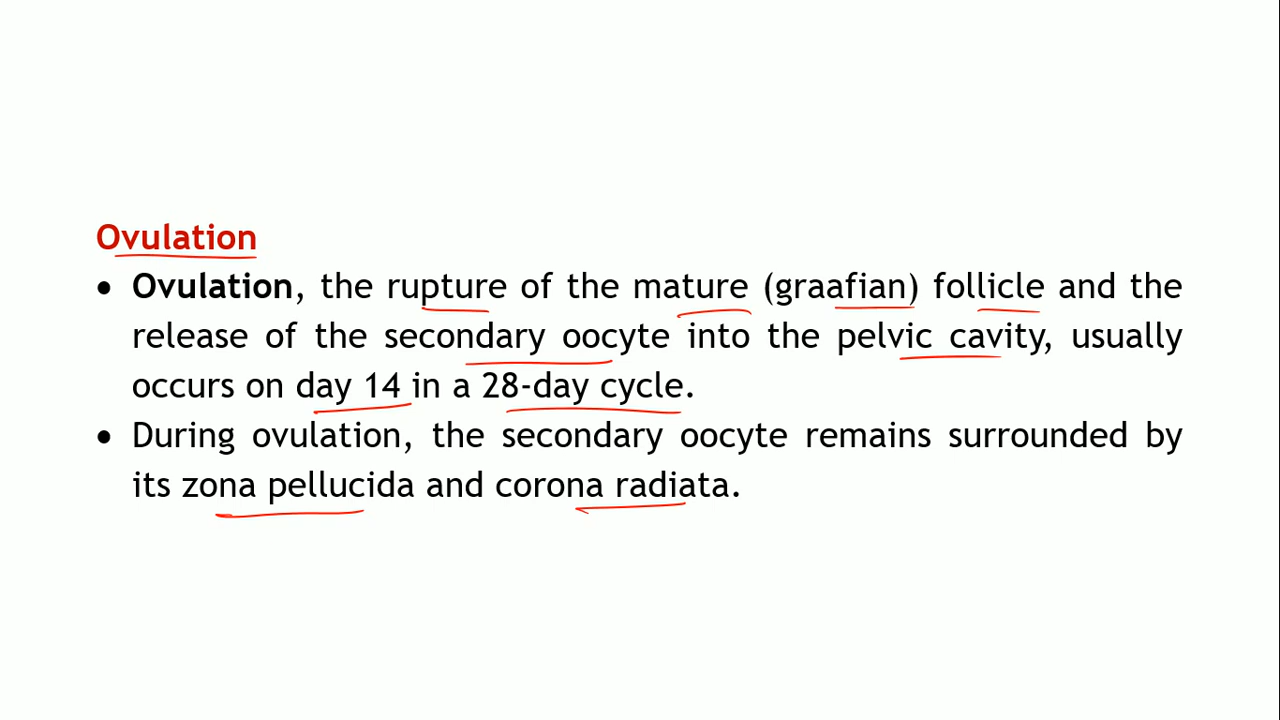 Ovulation
• Ovulation, the rupture of the mature (graafian) follicle and the
release of the secondary oocyte into the pelvic cavity, usually
occurs on day 14 in a 28-day cycle.
• During ovulation, the secondary oocyte remains surrounded by
its zona pellucida and corona radiata.